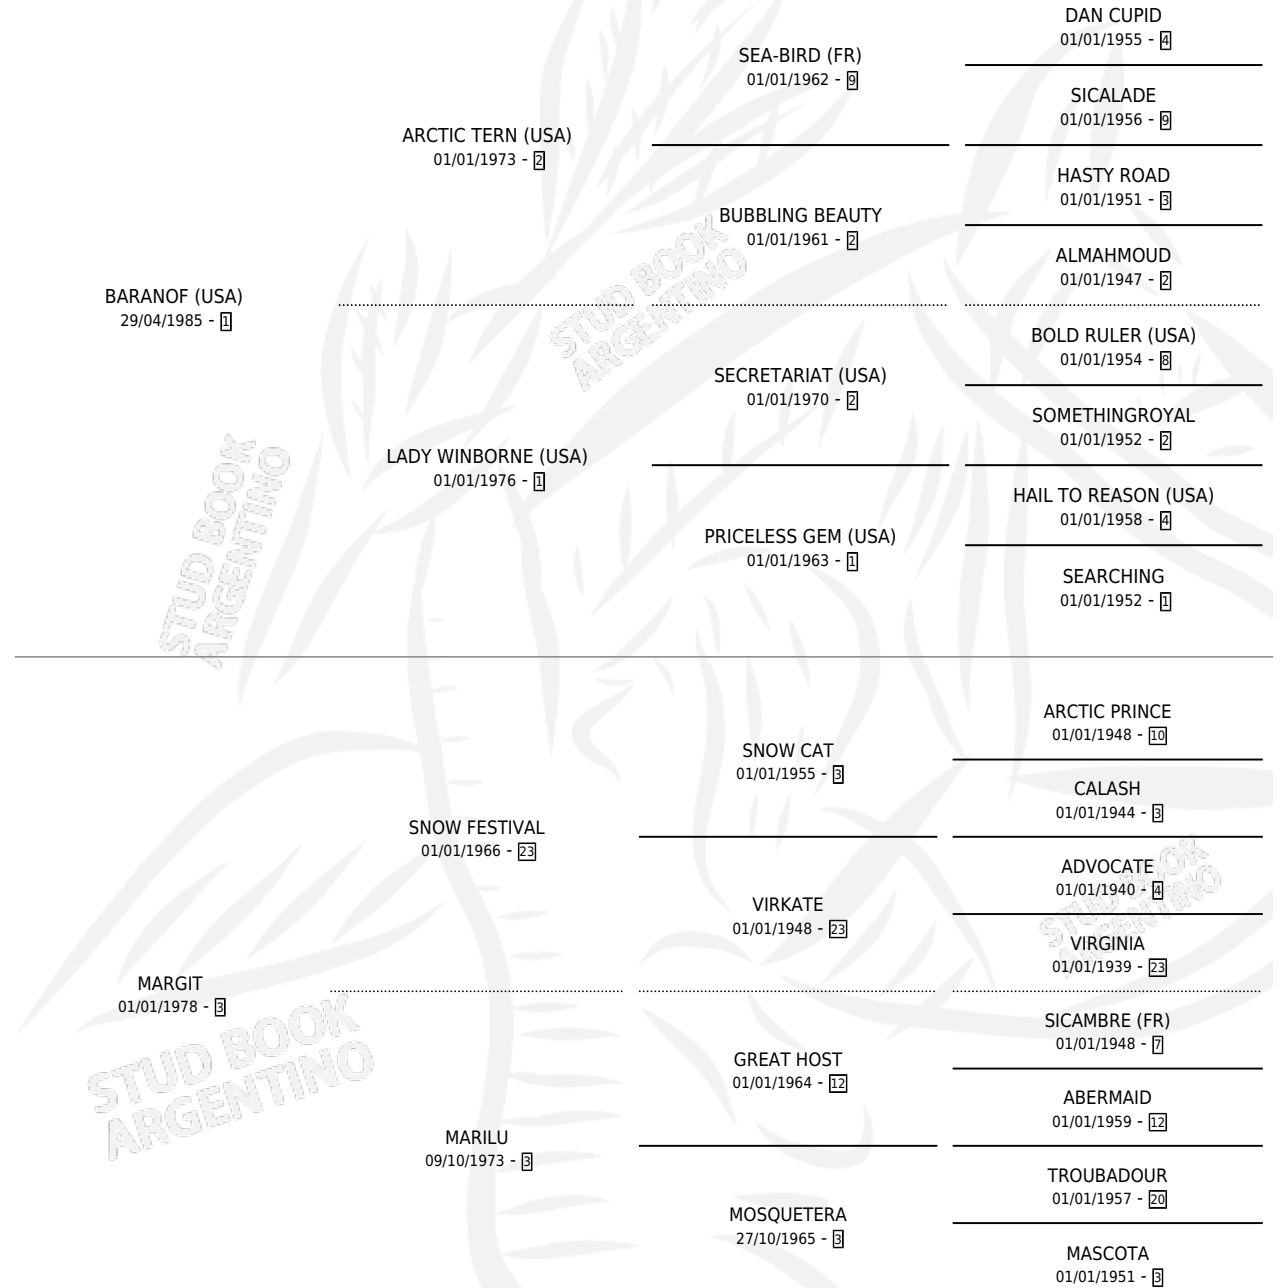 DAN CUPID
01/01/1955 - 4
SEA-BIRD (FR)
01/01/1962 - 9
SICALADE
01/01/1956 - 9
ARCTIC TERN (USA)
01/01/1973 - 2
HASTY ROAD
01/01/1951 - 3
BUBBLING BEAUTY
01/01/1961 - 2
ALMAHMOUD
01/01/1947 - 2
BARANOF (USA)
29/04/1985 - 1
STUD BOOK
ARGENTINO
BOLD RULER (USA)
01/01/1954 - 8
SECRETARIAT (USA)
01/01/1970 - 2
SOMETHINGROYAL
01/01/1952 - 2
LADY WINBORNE (USA)
01/01/1976 - 1
HAIL TO REASON (USA)
01/01/1958 - 4
PRICELESS GEM (USA)
01/01/1963 - 1
SEARCHING
01/01/1952 - 1
STUD BOOK
ARGENTINO
ARCTIC PRINCE
01/01/1948 - 10
SNOW CAT
01/01/1955 - 3
CALASH
01/01/1944 - 3
SNOW FESTIVAL
01/01/1966 - 23
ADVOCATE
01/01/1940 - 4
VIRKATE
01/01/1948 - 23
STUD BOOK
ARGENTINO
VIRGINIA
01/01/1939 - 23
MARGIT
01/01/1978 - 3
SICAMBRE (FR)
01/01/1948 - 7
GREAT HOST
01/01/1964 - 12
STUD BOOK
ARGENTINO
ABERMAID
01/01/1959 - 12
MARILU
09/10/1973 - 3
TROUBADOUR
01/01/1957 - 20
MOSQUETERA
27/10/1965 - 3
MASCOTA
01/01/1951 - 3